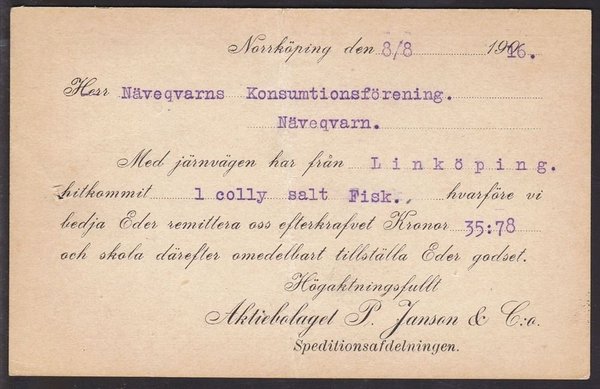 Norrköping den 8/8 1916.
Herr Näveqvarns Konsumtionsförening.
Näveqvarn.
Med järnvägen har från Linköping.
hitkommit 1 colly salt Fisk. hvarföre vi
bedja Eder remittera oss efterkrafvet Kronor 35:78
och skola därefter omedelbart tillställa Eder godset.
Högaktningsfullt
Aktiebolaget P. Janson & C:o.
Speditionsafdelningen.